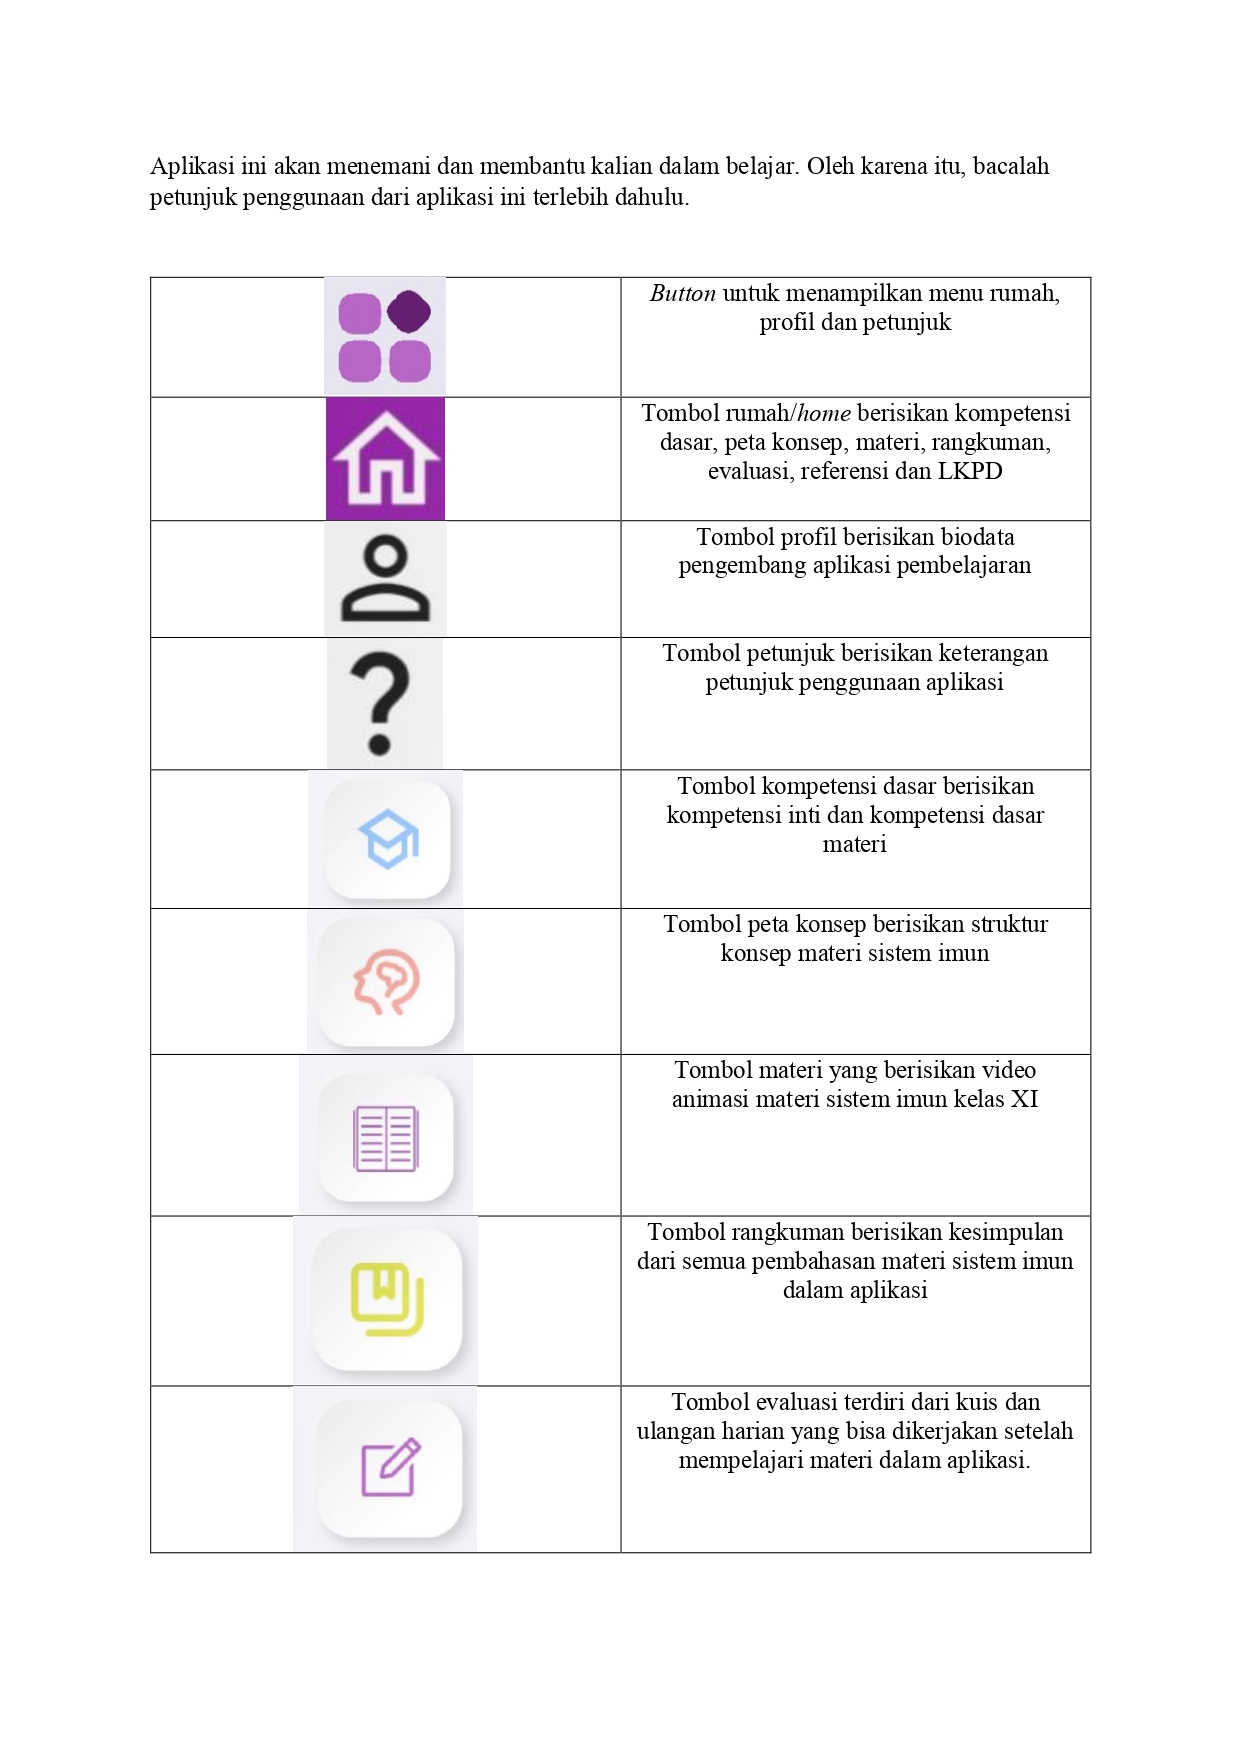 Aplikasi ini akan menemani dan membantu kalian dalam belajar. Oleh karena itu, bacalah
petunjuk penggunaan dari aplikasi ini terlebih dahulu.
Button untuk menampilkan menu rumah,
profil dan petunjuk
Tombol rumah/home berisikan kompetensi
dasar, peta konsep, materi, rangkuman,
evaluasi, referensi dan LKPD
Tombol profil berisikan biodata
pengembang aplikasi pembelajaran
Tombol petunjuk berisikan keterangan
petunjuk penggunaan aplikasi
Tombol kompetensi dasar berisikan
kompetensi inti dan kompetensi dasar
materi
Tombol peta konsep berisikan struktur
konsep materi sistem imun
Tombol materi yang berisikan video
animasi materi sistem imun kelas XI
Tombol rangkuman berisikan kesimpulan
dari semua pembahasan materi sistem imun
dalam aplikasi
Tombol evaluasi terdiri dari kuis dan
ulangan harian yang bisa dikerjakan setelah
mempelajari materi dalam aplikasi.